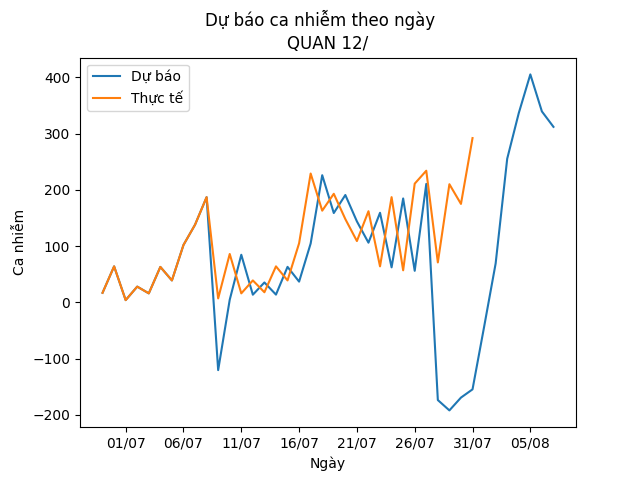 Dự báo ca nhiễm theo ngày
QUAN 12/
Dự báo
Thực tế
Ca nhiễm
400
300
200
100
0
−100
−200
01/07 06/07 11/07 16/07 21/07 26/07 31/07 05/08
Ngày